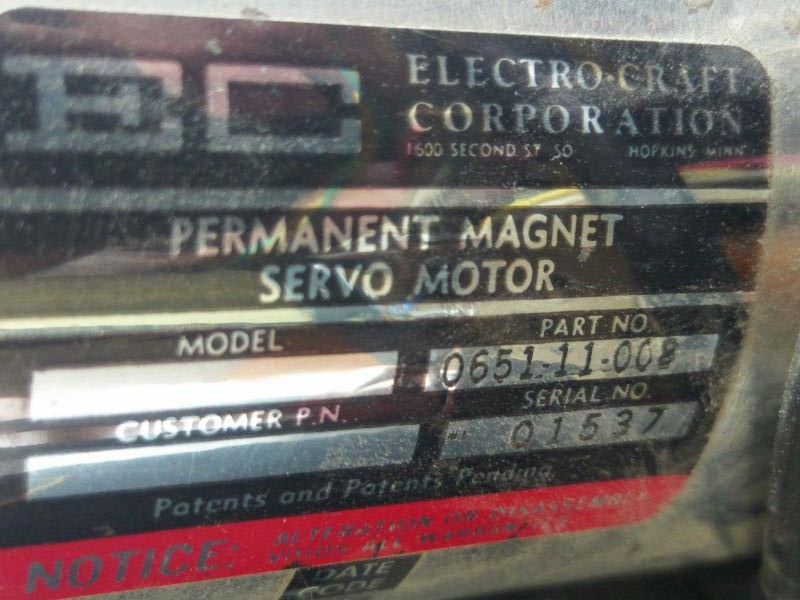 EC
ELECTRO-CRAFT
CORPORATION
1600 SECOND ST. SO HOPKINS MINN
PERMANENT MAGNET
SERVO MOTOR
MODEL
PART NO.
0651-11-008
CUSTOMER P.N.
SERIAL NO.
01537
Patents and Patents Pending
NOTICE: ALTERATION OR DISASSEMBLY
VOIDS ALL WARRANTIES
DATE
CODE